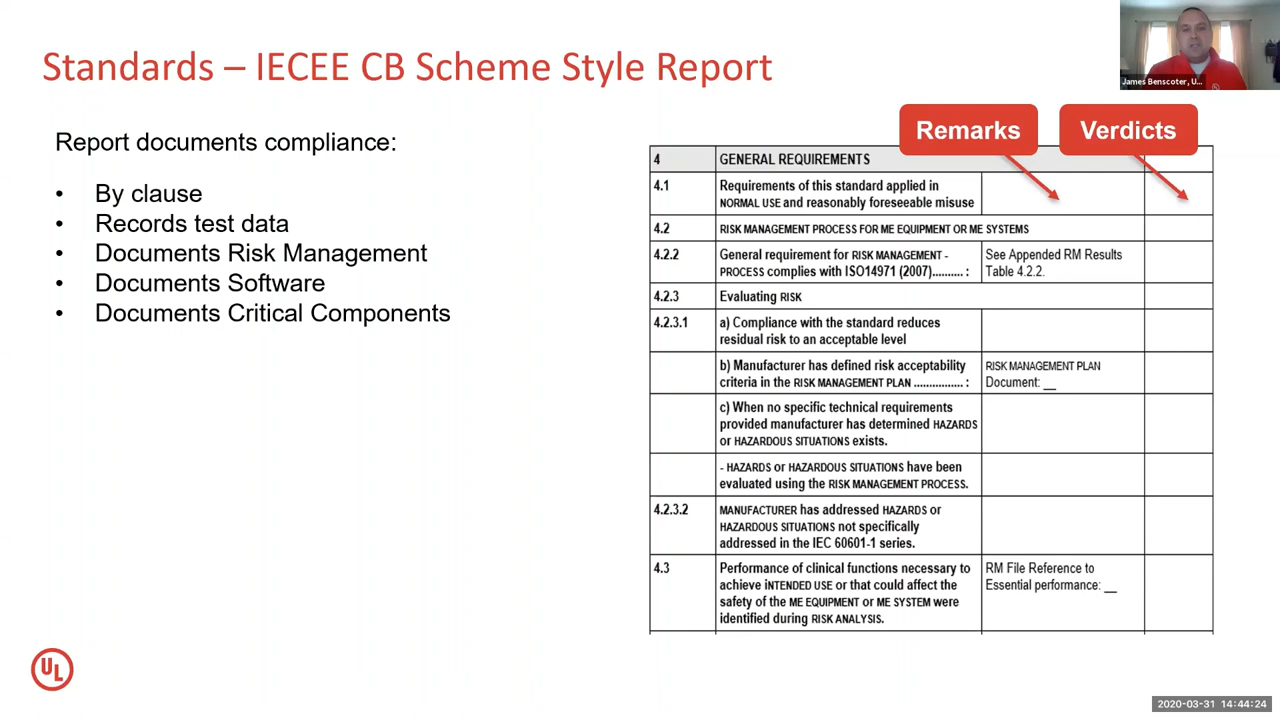 Standards – IECEE CB Scheme Style Report
James Benscoter, U...
Report documents compliance:
• By clause
• Records test data
• Documents Risk Management
• Documents Software
• Documents Critical Components
Remarks
Verdicts
4 GENERAL REQUIREMENTS
4.1 Requirements of this standard applied in
NORMAL USE and reasonably foreseeable misuse
4.2 RISK MANAGEMENT PROCESS FOR ME EQUIPMENT OR ME SYSTEMS
4.2.2 General requirement for RISK MANAGEMENT - See Appended RM Results
PROCESS complies with ISO14971 (2007).......... : Table 4.2.2.
4.2.3 Evaluating RISK
4.2.3.1 a) Compliance with the standard reduces
residual risk to an acceptable level
b) Manufacturer has defined risk acceptability RISK MANAGEMENT PLAN
criteria in the RISK MANAGEMENT PLAN ................ : Document: __
c) When no specific technical requirements
provided manufacturer has determined HAZARDS
or HAZARDOUS SITUATIONS exists.
- HAZARDS or HAZARDOUS SITUATIONS have been
evaluated using the RISK MANAGEMENT PROCESS.
4.2.3.2 MANUFACTURER has addressed HAZARDS or
HAZARDOUS SITUATIONS not specifically
addressed in the IEC 60601-1 series.
4.3 Performance of clinical functions necessary to RM File Reference to
achieve INTENDED USE or that could affect the Essential performance: __
safety of the ME EQUIPMENT or ME SYSTEM were
identified during RISK ANALYSIS.
UL
2020-03-31 14:44:24